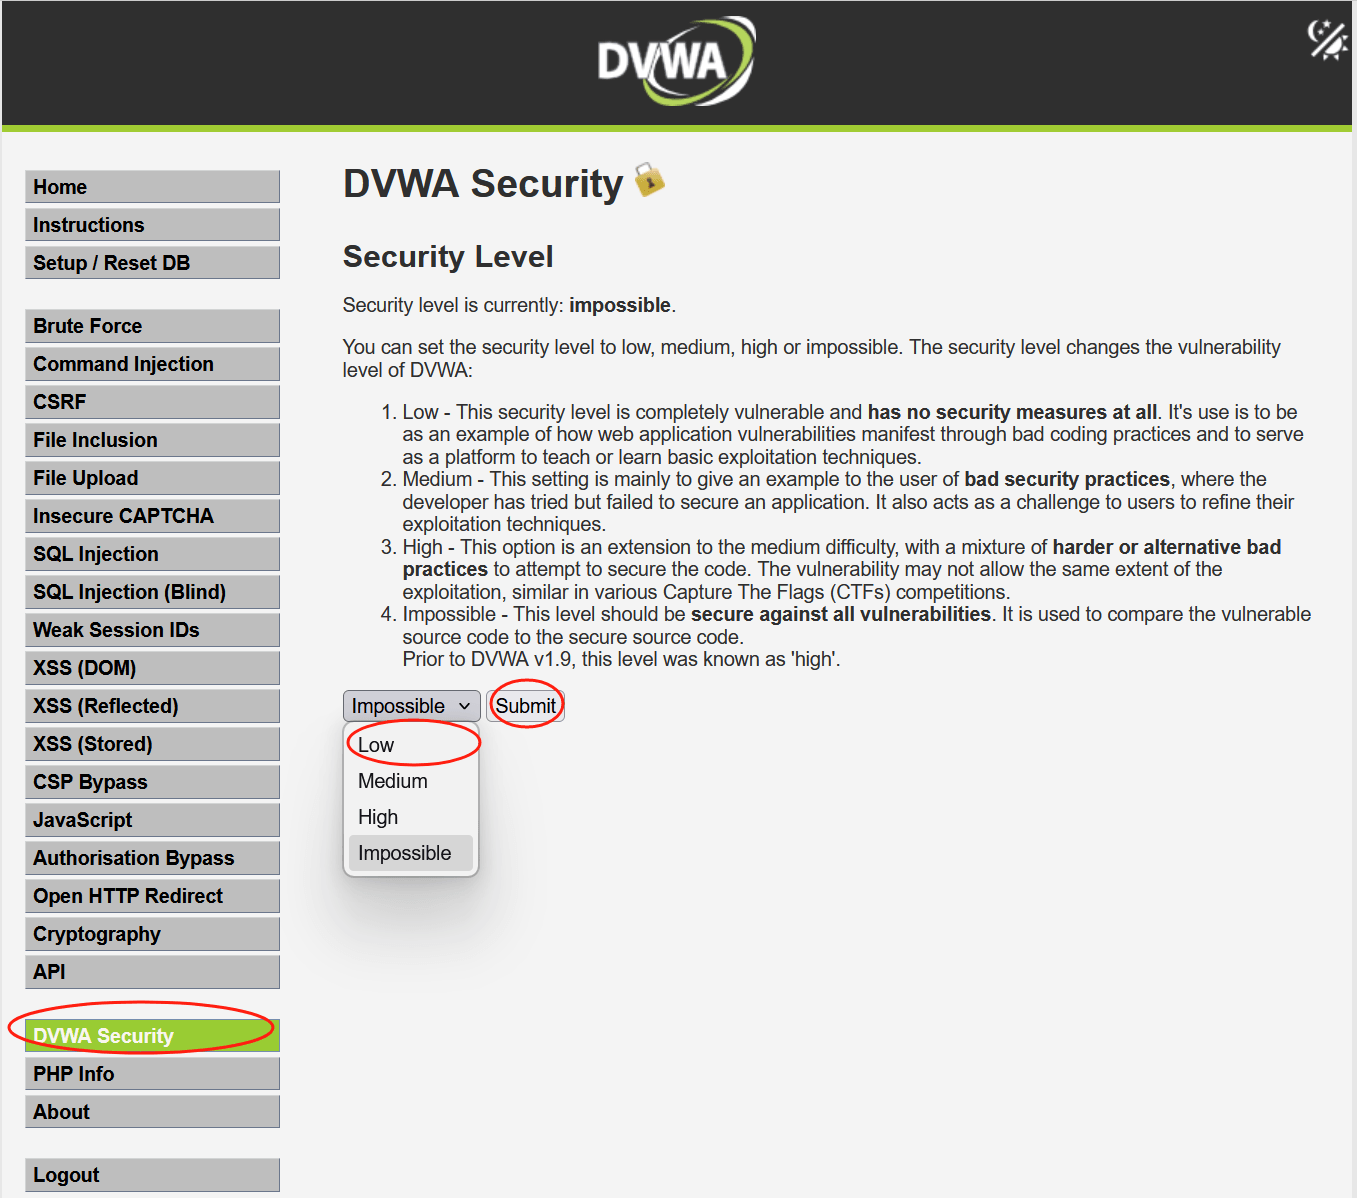 DVWA
Home
Instructions
Setup / Reset DB
Brute Force
Command Injection
CSRF
File Inclusion
File Upload
Insecure CAPTCHA
SQL Injection
SQL Injection (Blind)
Weak Session IDs
XSS (DOM)
XSS (Reflected)
XSS (Stored)
CSP Bypass
JavaScript
Authorisation Bypass
Open HTTP Redirect
Cryptography
API
DVWA Security
PHP Info
About
Logout
DVWA Security
Security Level
Security level is currently: impossible.
You can set the security level to low, medium, high or impossible. The security level changes the vulnerability
level of DVWA:
1. Low - This security level is completely vulnerable and has no security measures at all. It's use is to be
as an example of how web application vulnerabilities manifest through bad coding practices and to serve
as a platform to teach or learn basic exploitation techniques.
2. Medium - This setting is mainly to give an example to the user of bad security practices, where the
developer has tried but failed to secure an application. It also acts as a challenge to users to refine their
exploitation techniques.
3. High - This option is an extension to the medium difficulty, with a mixture of harder or alternative bad
practices to attempt to secure the code. The vulnerability may not allow the same extent of the
exploitation, similar in various Capture The Flags (CTFs) competitions.
4. Impossible - This level should be secure against all vulnerabilities. It is used to compare the vulnerable
source code to the secure source code.
Prior to DVWA v1.9, this level was known as 'high'.
Impossible Submit
Low
Medium
High
Impossible